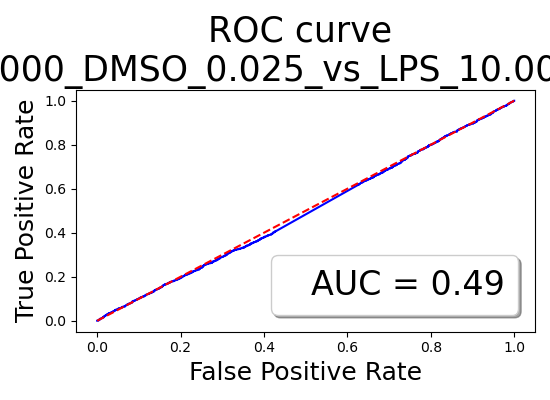 ROC curve
000_DMSO_0.025_vs_LPS_10.00
1.0
0.8
0.6
0.4
0.2
0.0
True Positive Rate
AUC = 0.49
0.0 0.2 0.4 0.6 0.8 1.0
False Positive Rate